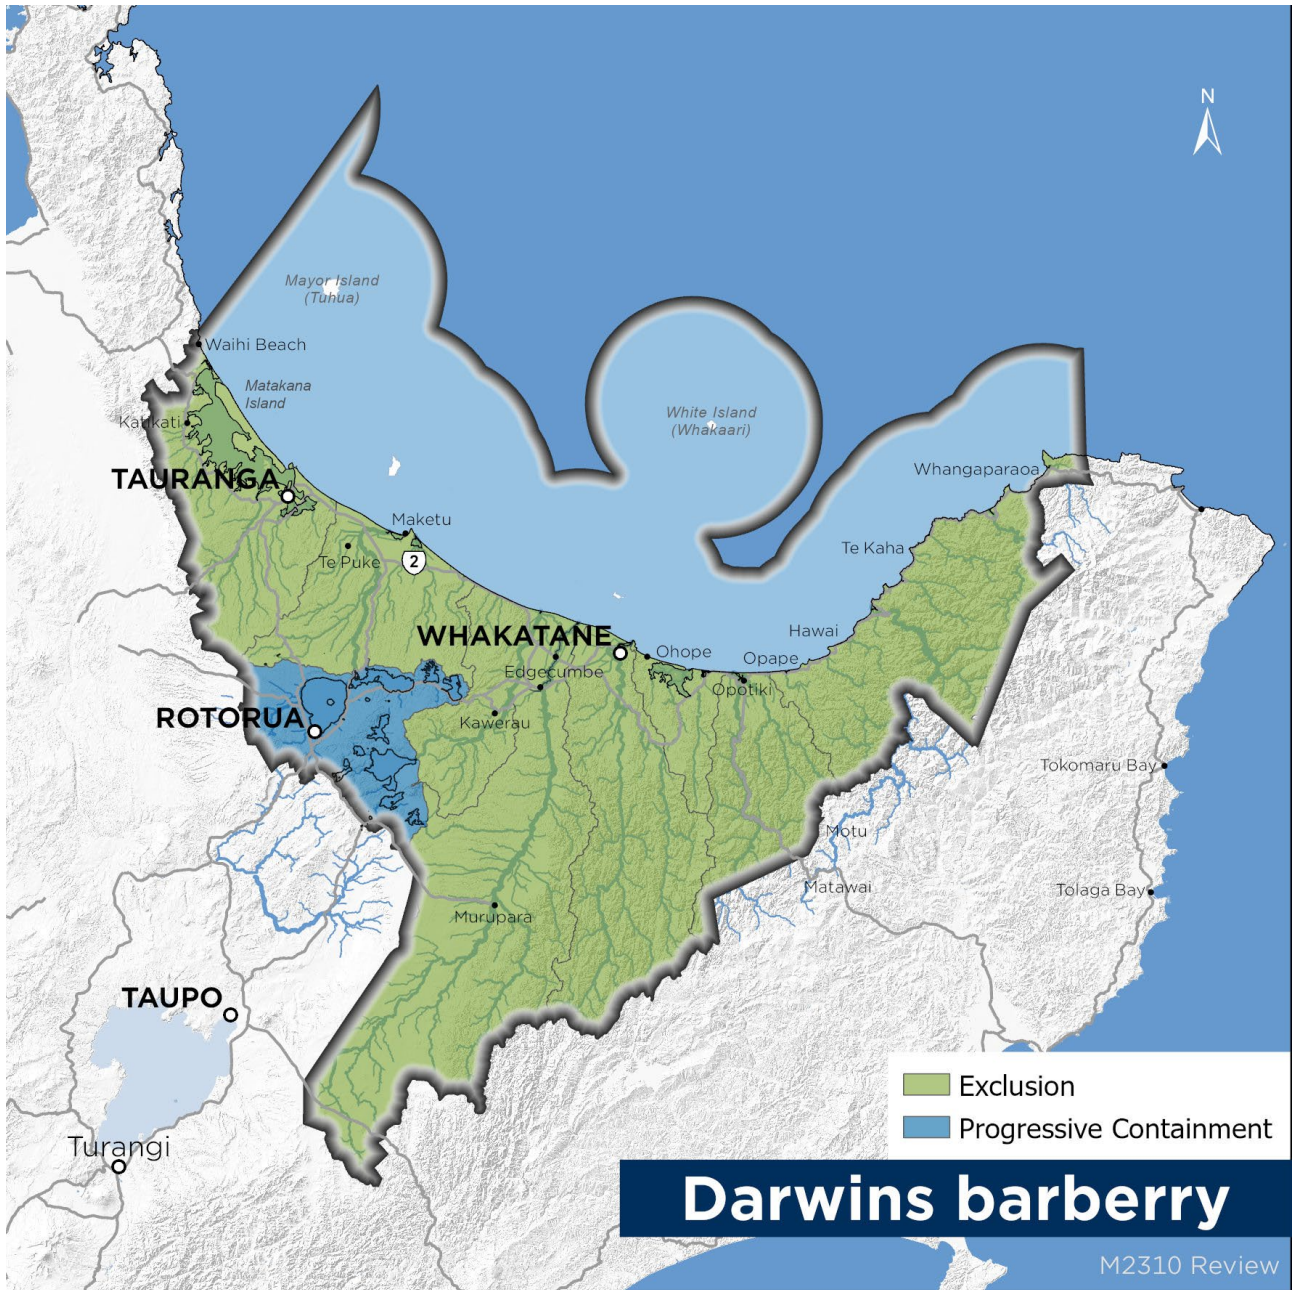 N
Mayor Island
(Tuhua)
Waihi Beach
Matakana
Island
White Island
(Whakaari)
Katikati
Whangaparaoa
TAURANGA
Maketu
Te Kaha
Te Puke
2
Hawai
WHAKATANE
Ohope
Opape
Edgecumbe
Opotiki
ROTORUA
Kawerau
Tokomaru Bay
Motu
Matawai
Tolaga Bay
Murupara
TAUPO
Exclusion
Progressive Containment
Turangi
Darwins barberry
M2310 Review